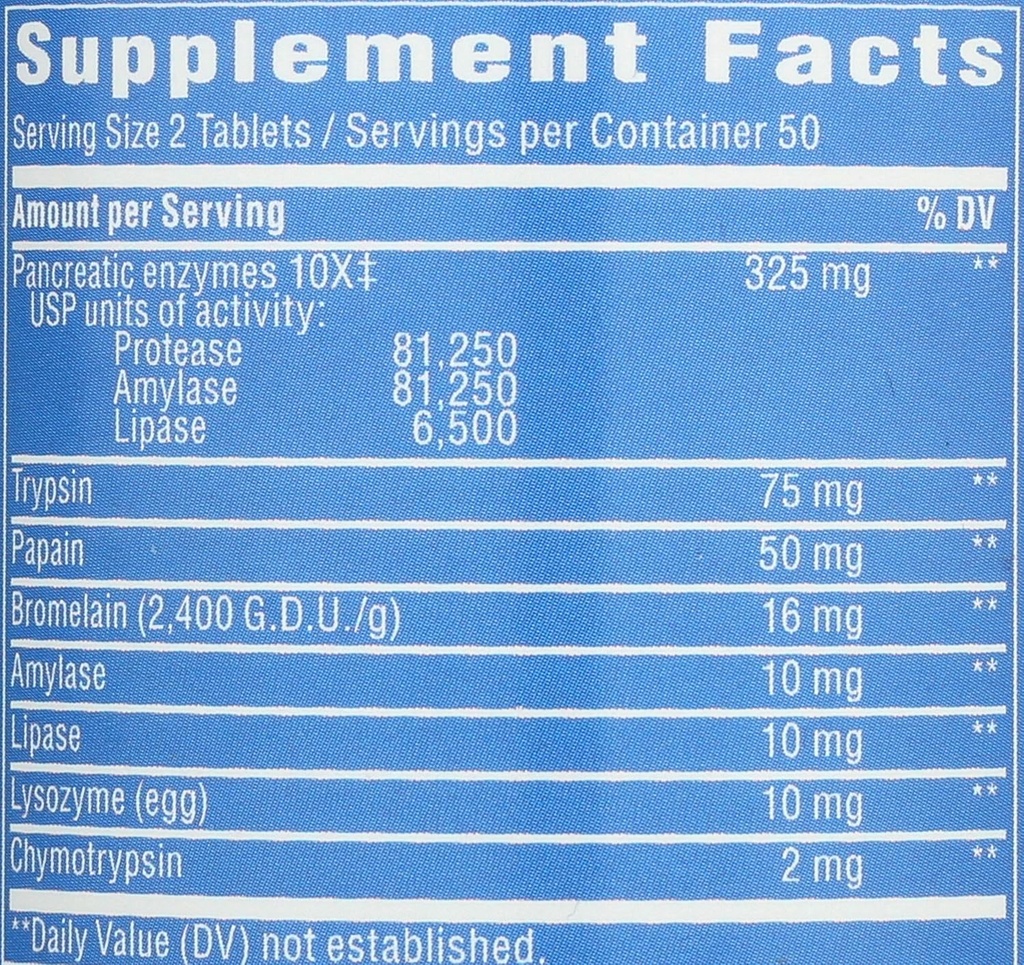 Supplement Facts
Serving Size 2 Tablets / Servings per Container 50
Amount per Serving % DV
Pancreatic enzymes 10X‡ 325 mg **
USP units of activity:
Protease 81,250
Amylase 81,250
Lipase 6,500
Trypsin 75 mg **
Papain 50 mg **
Bromelain (2,400 G.D.U./g) 16 mg **
Amylase 10 mg **
Lipase 10 mg **
Lysozyme (egg) 10 mg **
Chymotrypsin 2 mg **
**Daily Value (DV) not established.